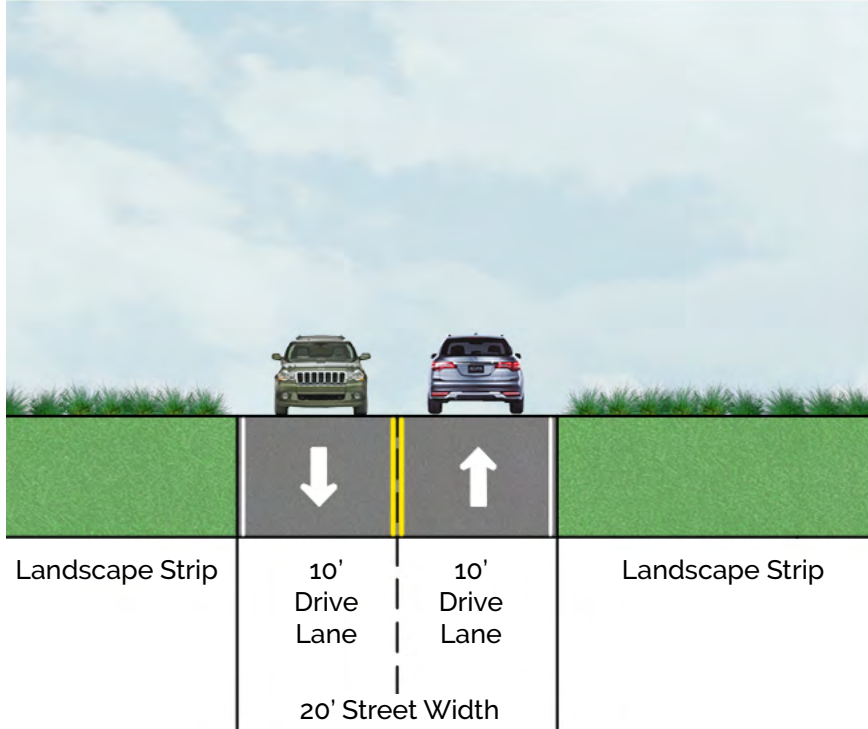 Landscape Strip
10’
Drive
Lane
10’
Drive
Lane
Landscape Strip
20’ Street Width